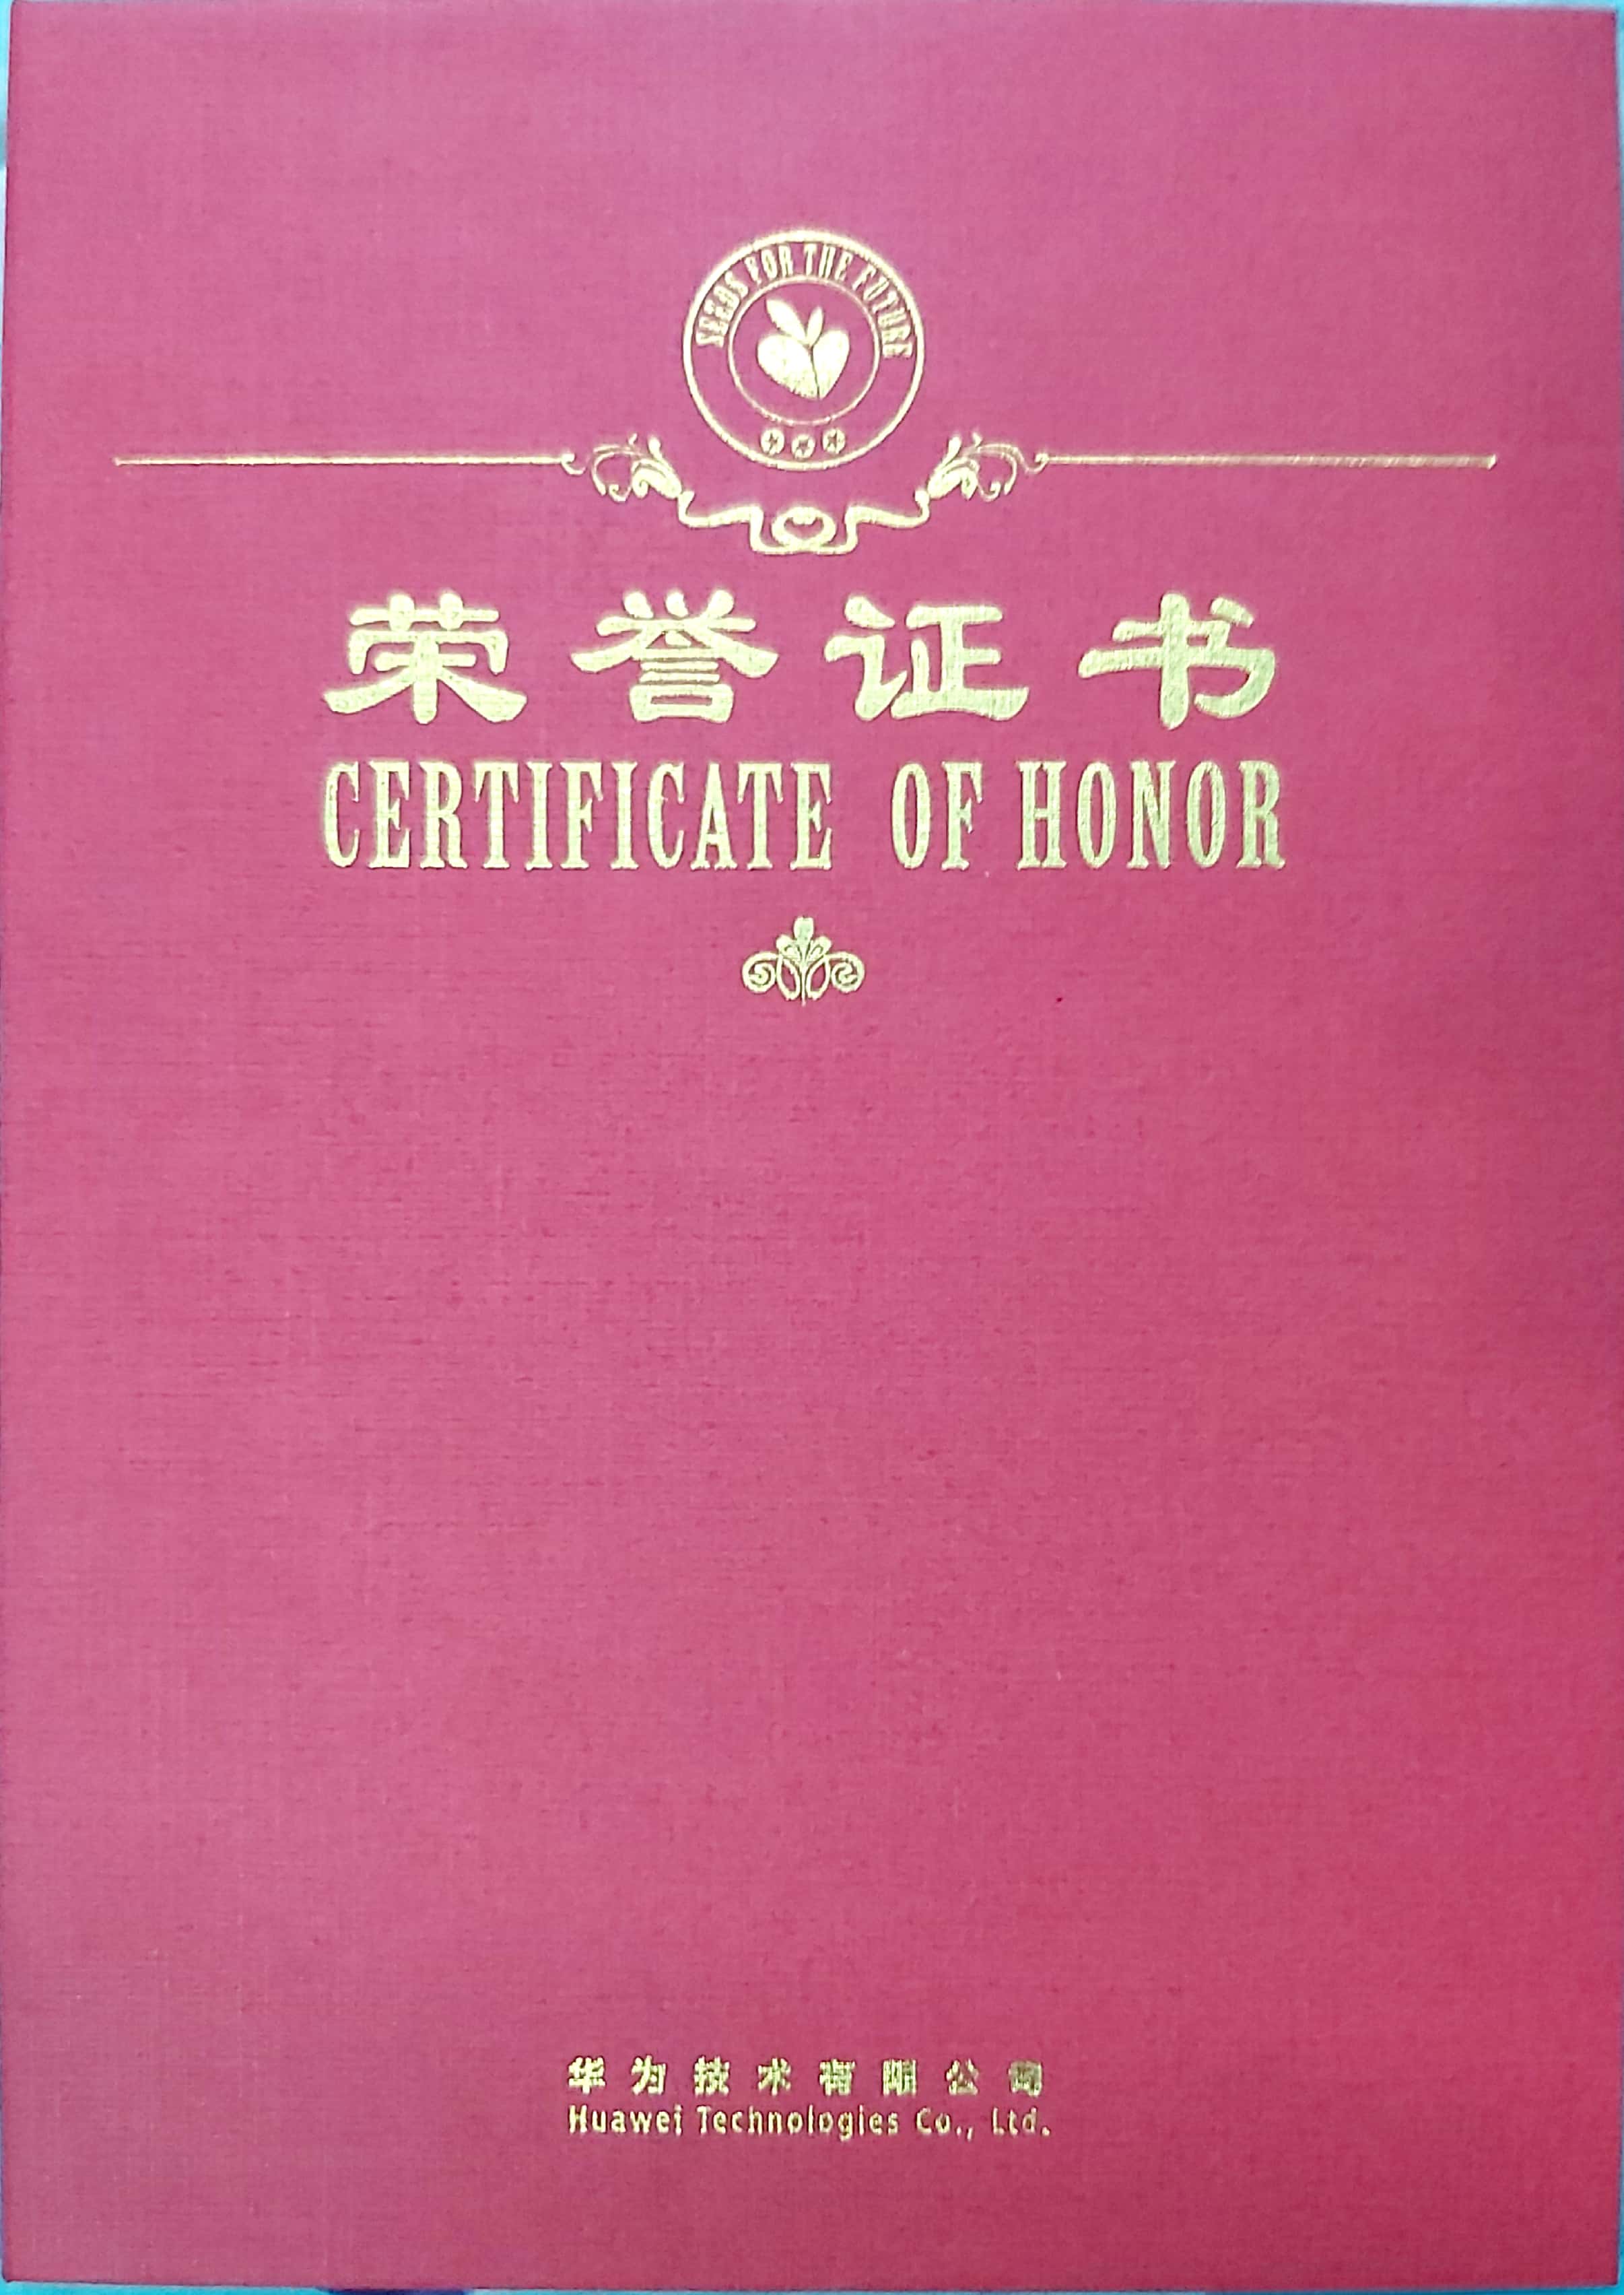 SEEDS FOR THE FUTURE
荣誉证书
CERTIFICATE OF HONOR
华为技术有限公司
Huawei Technologies Co., Ltd.